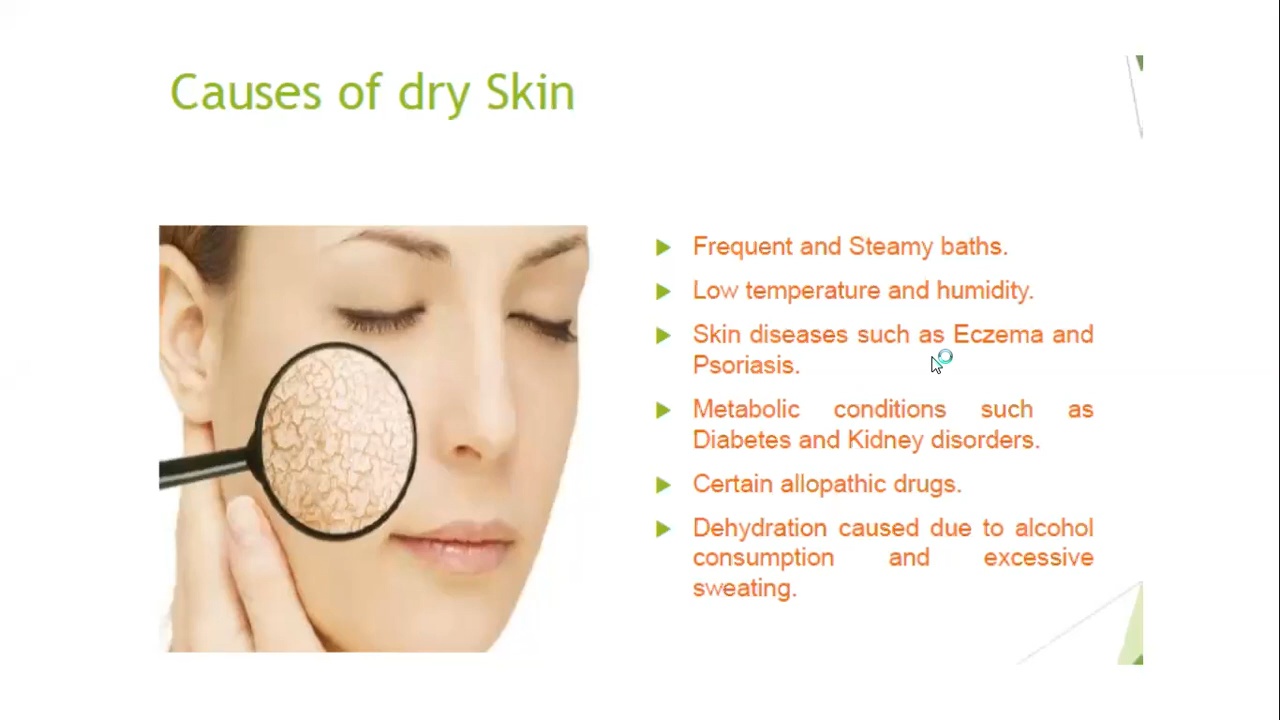 Causes of dry Skin
Frequent and Steamy baths.
Low temperature and humidity.
Skin diseases such as Eczema and
Psoriasis.
Metabolic conditions such as
Diabetes and Kidney disorders.
Certain allopathic drugs.
Dehydration caused due to alcohol
consumption and excessive
sweating.